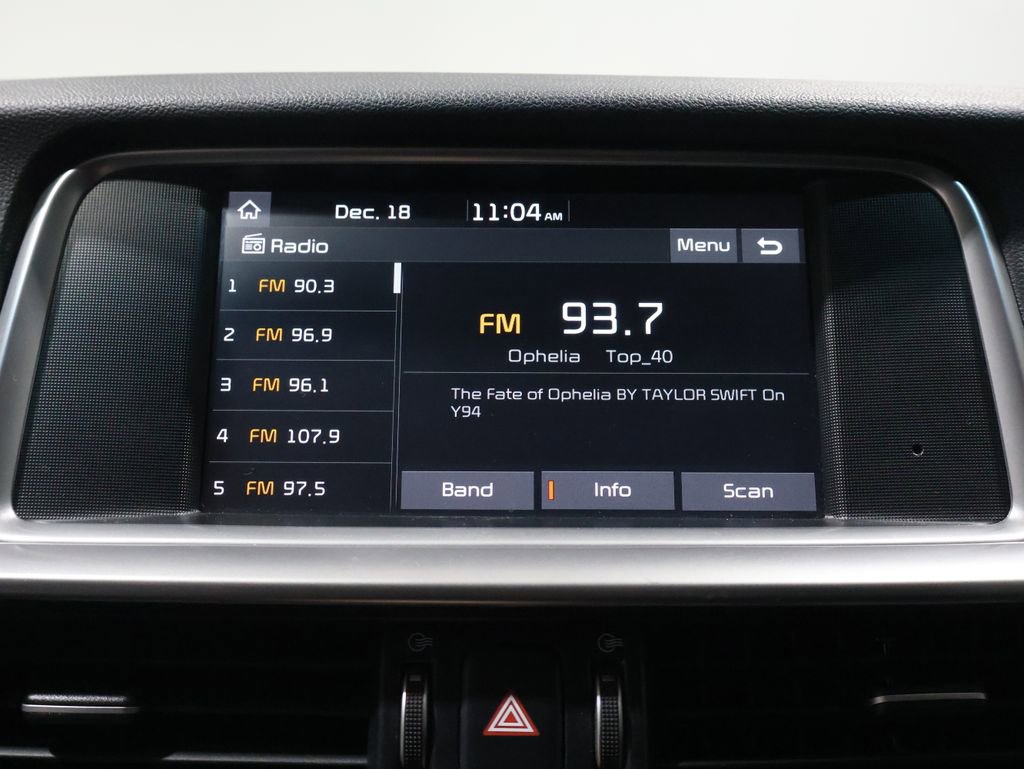 Dec. 18 11:04 AM
Radio Menu
1 FM 90.3
2 FM 96.9
3 FM 96.1
4 FM 107.9
5 FM 97.5
FM 93.7
Ophelia Top_40
The Fate of Ophelia BY TAYLOR SWIFT On
Y94
Band Info Scan